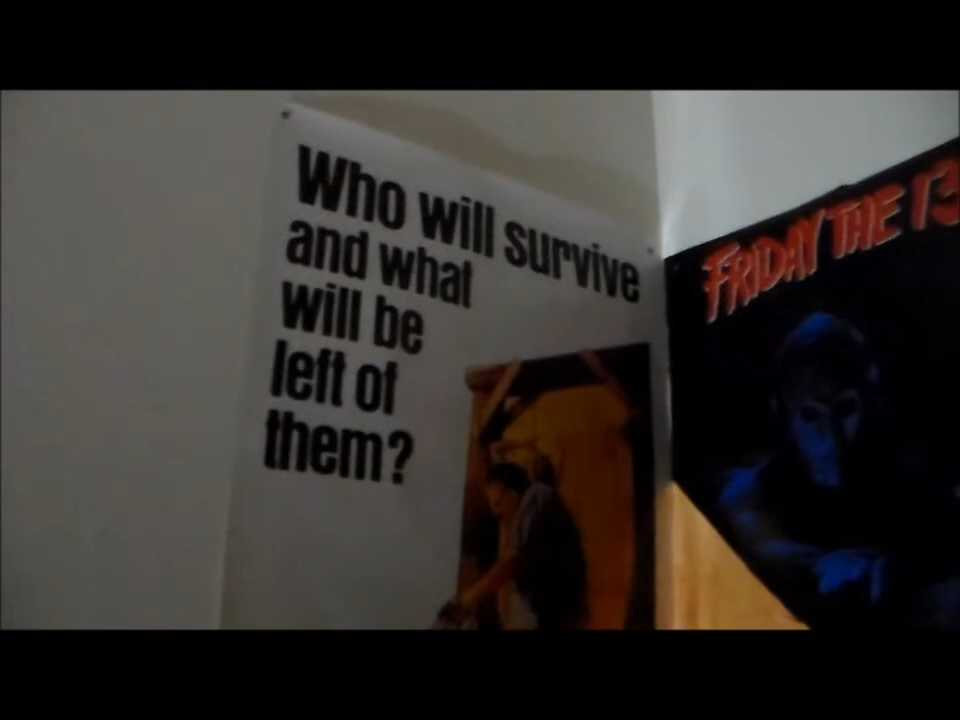 Who will survive
and what
will be
left of
them?
FRIDAY THE 13